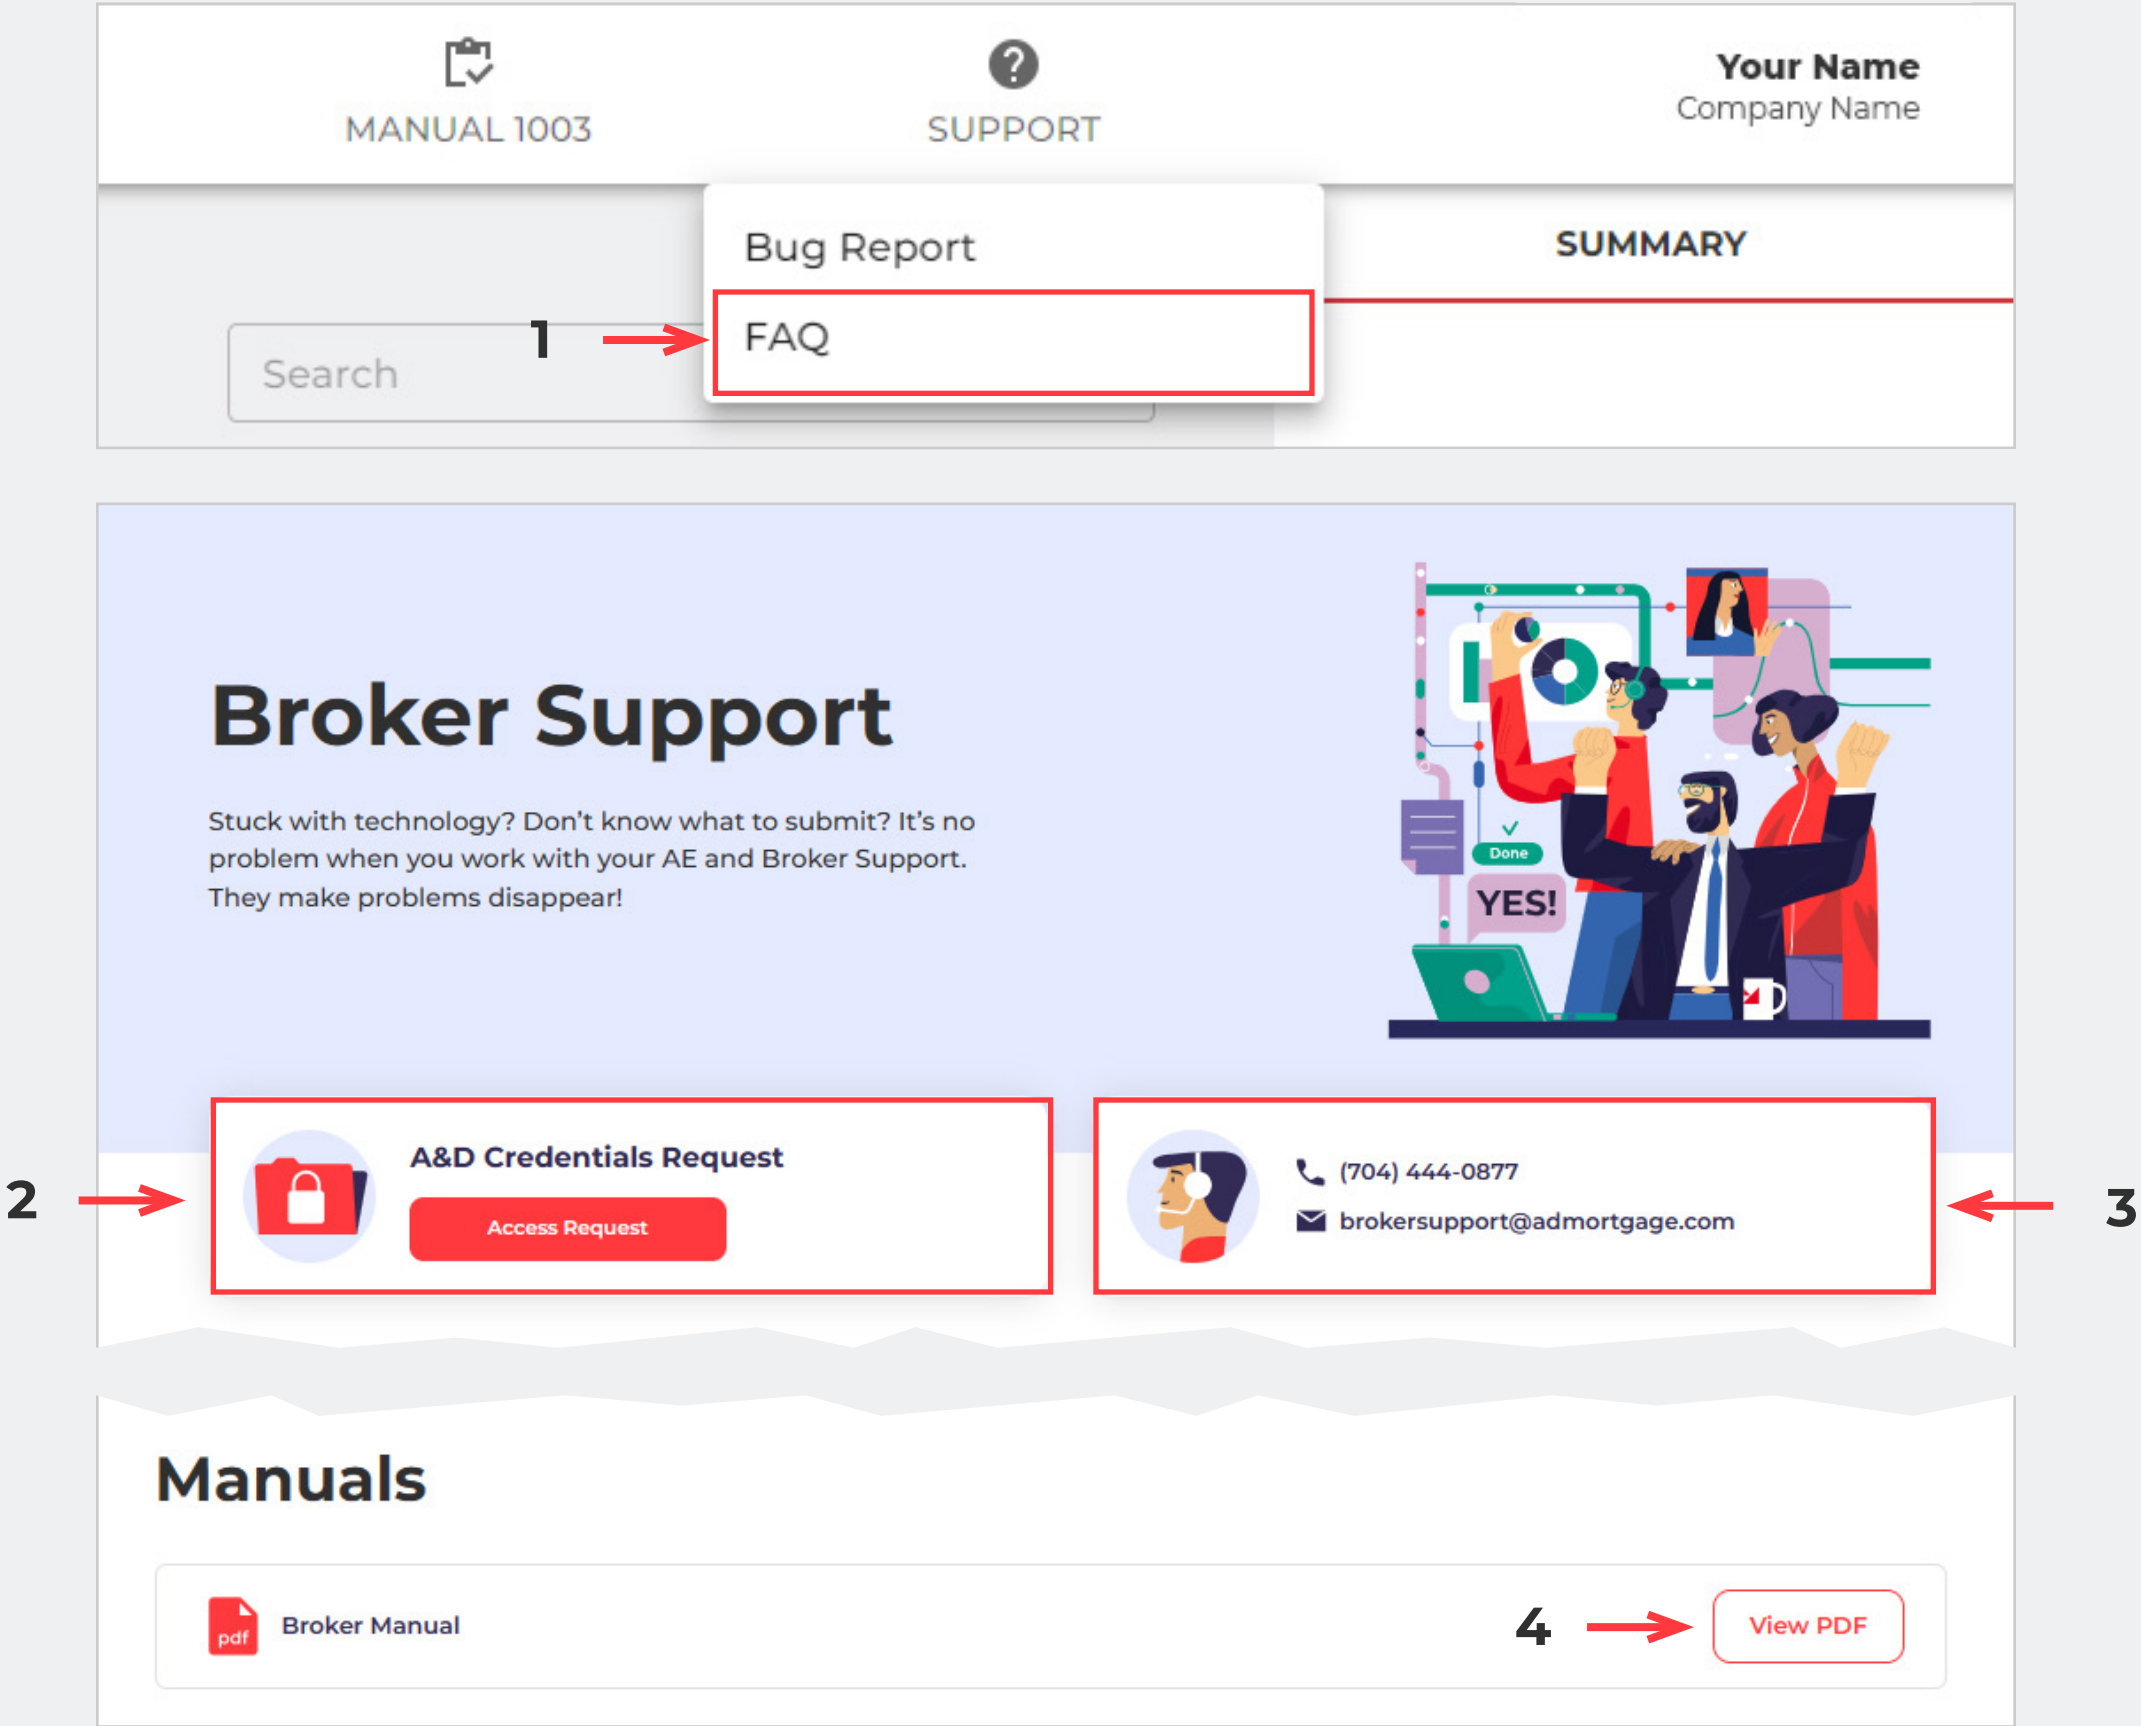 MANUAL 1003
SUPPORT
Your Name
Company Name
Bug Report
SUMMARY
1
FAQ
Search
Broker Support
Stuck with technology? Don't know what to submit? It's no
problem when you work with your AE and Broker Support.
They make problems disappear!
Done
YES!
2
A&D Credentials Request
Access Request
(704) 444-0877
brokersupport@admortgage.com
3
Manuals
pdf
Broker Manual
4
View PDF